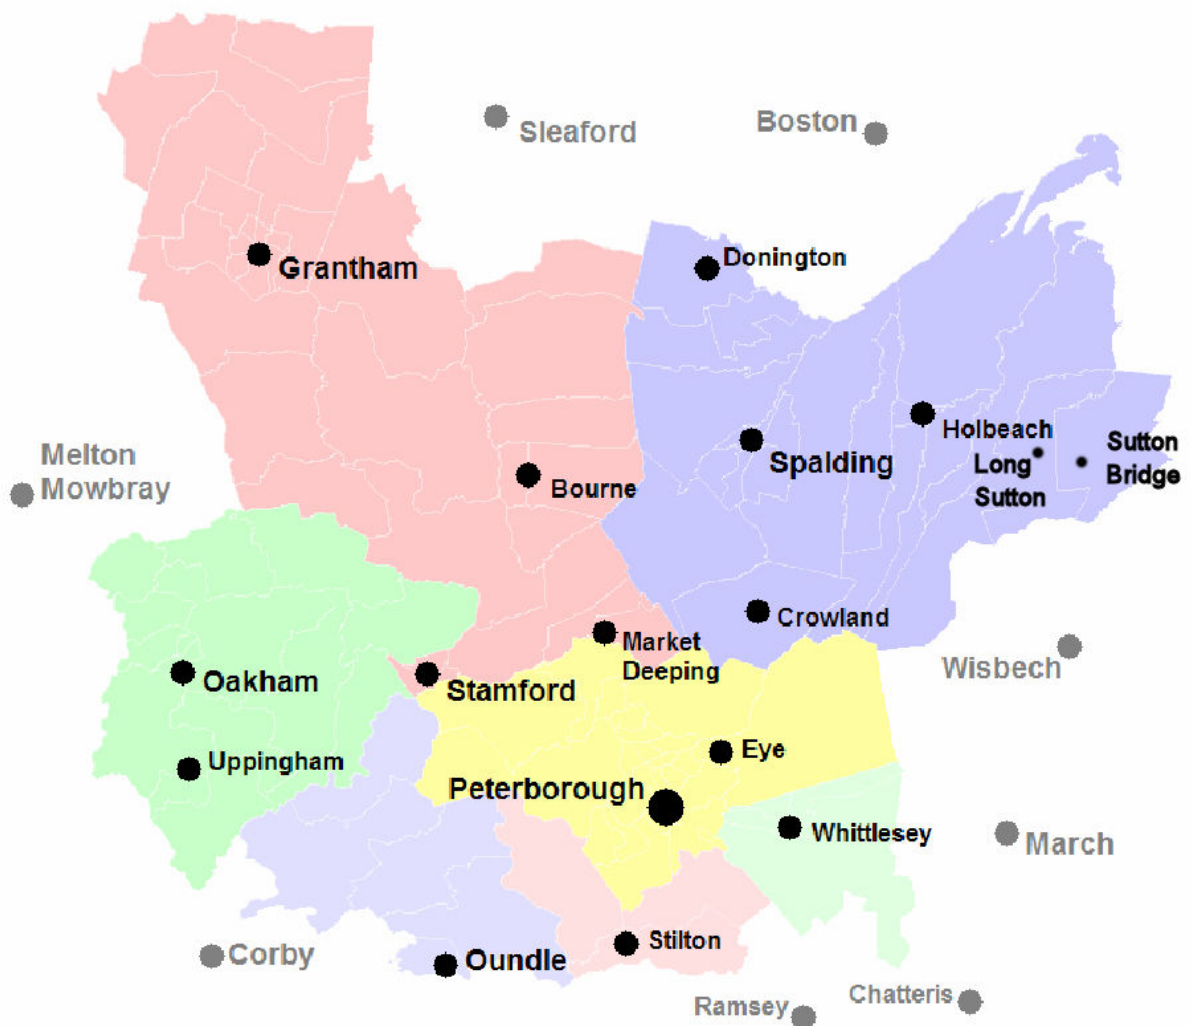 Sleaford
Boston
Grantham
Donington
Melton
Mowbray
Bourne
Spalding
Holbeach
Long
Sutton
Sutton
Bridge
Crowland
Market
Deeping
Wisbech
Oakham
Stamford
Uppingham
Eye
Peterborough
Whittlesey
March
Corby
Oundle
Stilton
Ramsey
Chatteris